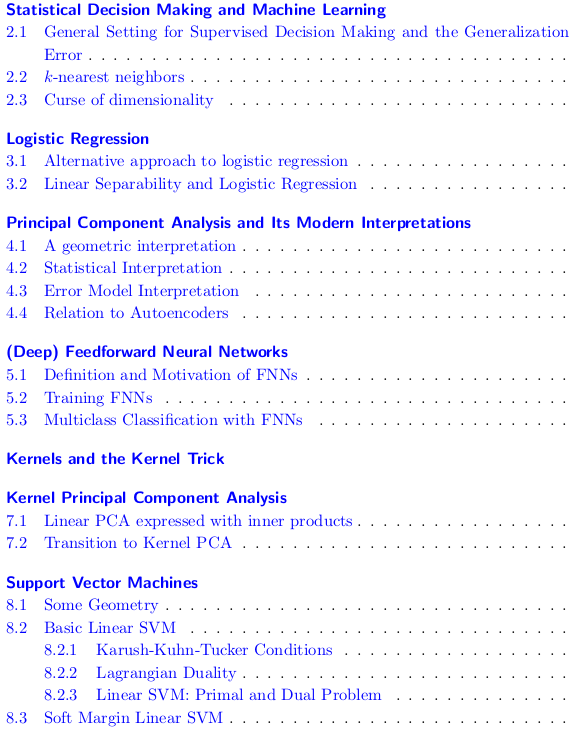 Statistical Decision Making and Machine Learning
2.1 General Setting for Supervised Decision Making and the Generalization
Error . . . . . . . . . . . . . . . . . . . . . . . . . . . . . . . . . . . . . .
2.2 k-nearest neighbors . . . . . . . . . . . . . . . . . . . . . . . . . . . . . .
2.3 Curse of dimensionality . . . . . . . . . . . . . . . . . . . . . . . . . . .
Logistic Regression
3.1 Alternative approach to logistic regression . . . . . . . . . . . . . . . . .
3.2 Linear Separability and Logistic Regression . . . . . . . . . . . . . . . .
Principal Component Analysis and Its Modern Interpretations
4.1 A geometric interpretation . . . . . . . . . . . . . . . . . . . . . . . . . .
4.2 Statistical Interpretation . . . . . . . . . . . . . . . . . . . . . . . . . . .
4.3 Error Model Interpretation . . . . . . . . . . . . . . . . . . . . . . . . .
4.4 Relation to Autoencoders . . . . . . . . . . . . . . . . . . . . . . . . . .
(Deep) Feedforward Neural Networks
5.1 Definition and Motivation of FNNs . . . . . . . . . . . . . . . . . . . . .
5.2 Training FNNs . . . . . . . . . . . . . . . . . . . . . . . . . . . . . . . .
5.3 Multiclass Classification with FNNs . . . . . . . . . . . . . . . . . . . .
Kernels and the Kernel Trick
Kernel Principal Component Analysis
7.1 Linear PCA expressed with inner products . . . . . . . . . . . . . . . . .
7.2 Transition to Kernel PCA . . . . . . . . . . . . . . . . . . . . . . . . . .
Support Vector Machines
8.1 Some Geometry . . . . . . . . . . . . . . . . . . . . . . . . . . . . . . . .
8.2 Basic Linear SVM . . . . . . . . . . . . . . . . . . . . . . . . . . . . . .
8.2.1 Karush-Kuhn-Tucker Conditions . . . . . . . . . . . . . . . . . .
8.2.2 Lagrangian Duality . . . . . . . . . . . . . . . . . . . . . . . . . .
8.2.3 Linear SVM: Primal and Dual Problem . . . . . . . . . . . . . .
8.3 Soft Margin Linear SVM . . . . . . . . . . . . . . . . . . . . . . . . . . .